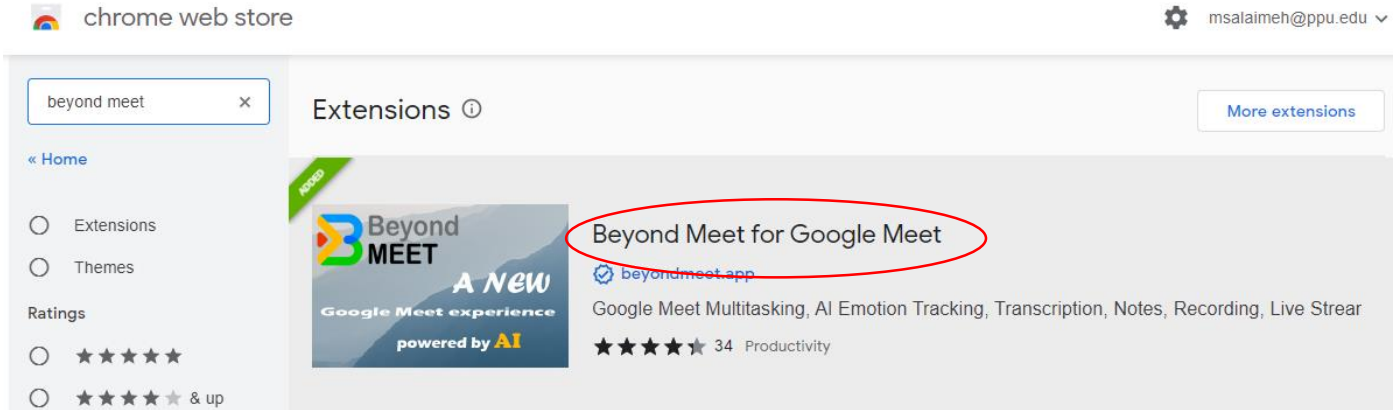 chrome web store
msalaimeh@ppu.edu
beyond meet
« Home
Extensions
Themes
Ratings
& up
Extensions
More extensions
ADDED
Beyond
MEET
A NEW
Google Meet experience
powered by AI
Beyond Meet for Google Meet
beyondmeet.app
Google Meet Multitasking, AI Emotion Tracking, Transcription, Notes, Recording, Live Strear
34 Productivity